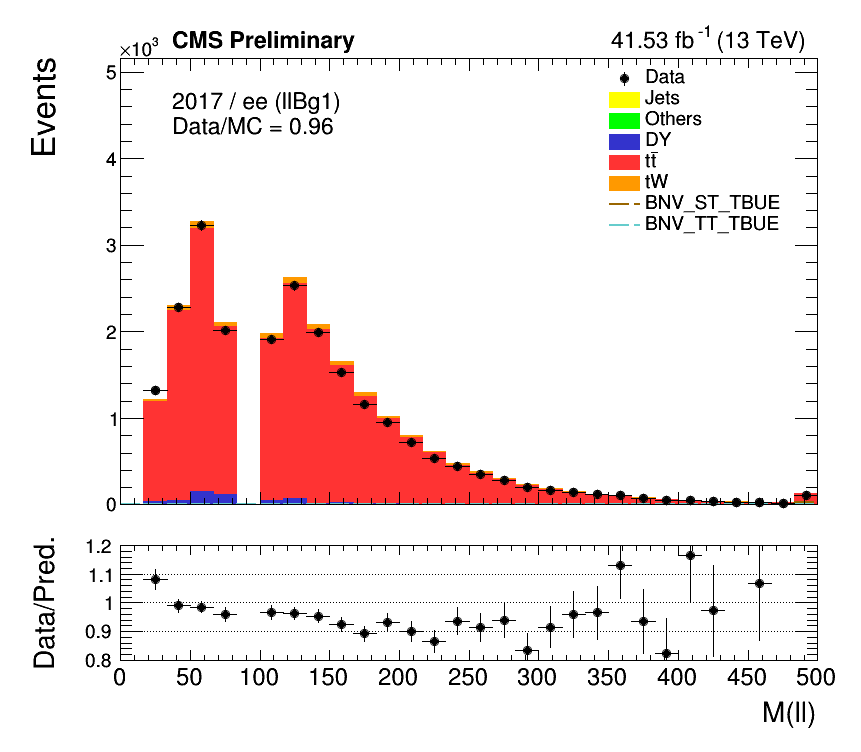 ×10³ CMS Preliminary 41.53 fb⁻¹ (13 TeV)
Events
2017 / ee (llBg1)
Data/MC = 0.96
Data
Jets
Others
DY
tt̄
tW
BNV_ST_TBUE
BNV_TT_TBUE
5
4
3
2
1
0
Data/Pred.
1.2
1.1
1
0.9
0.8
0 50 100 150 200 250 300 350 400 450 500
M(ll)